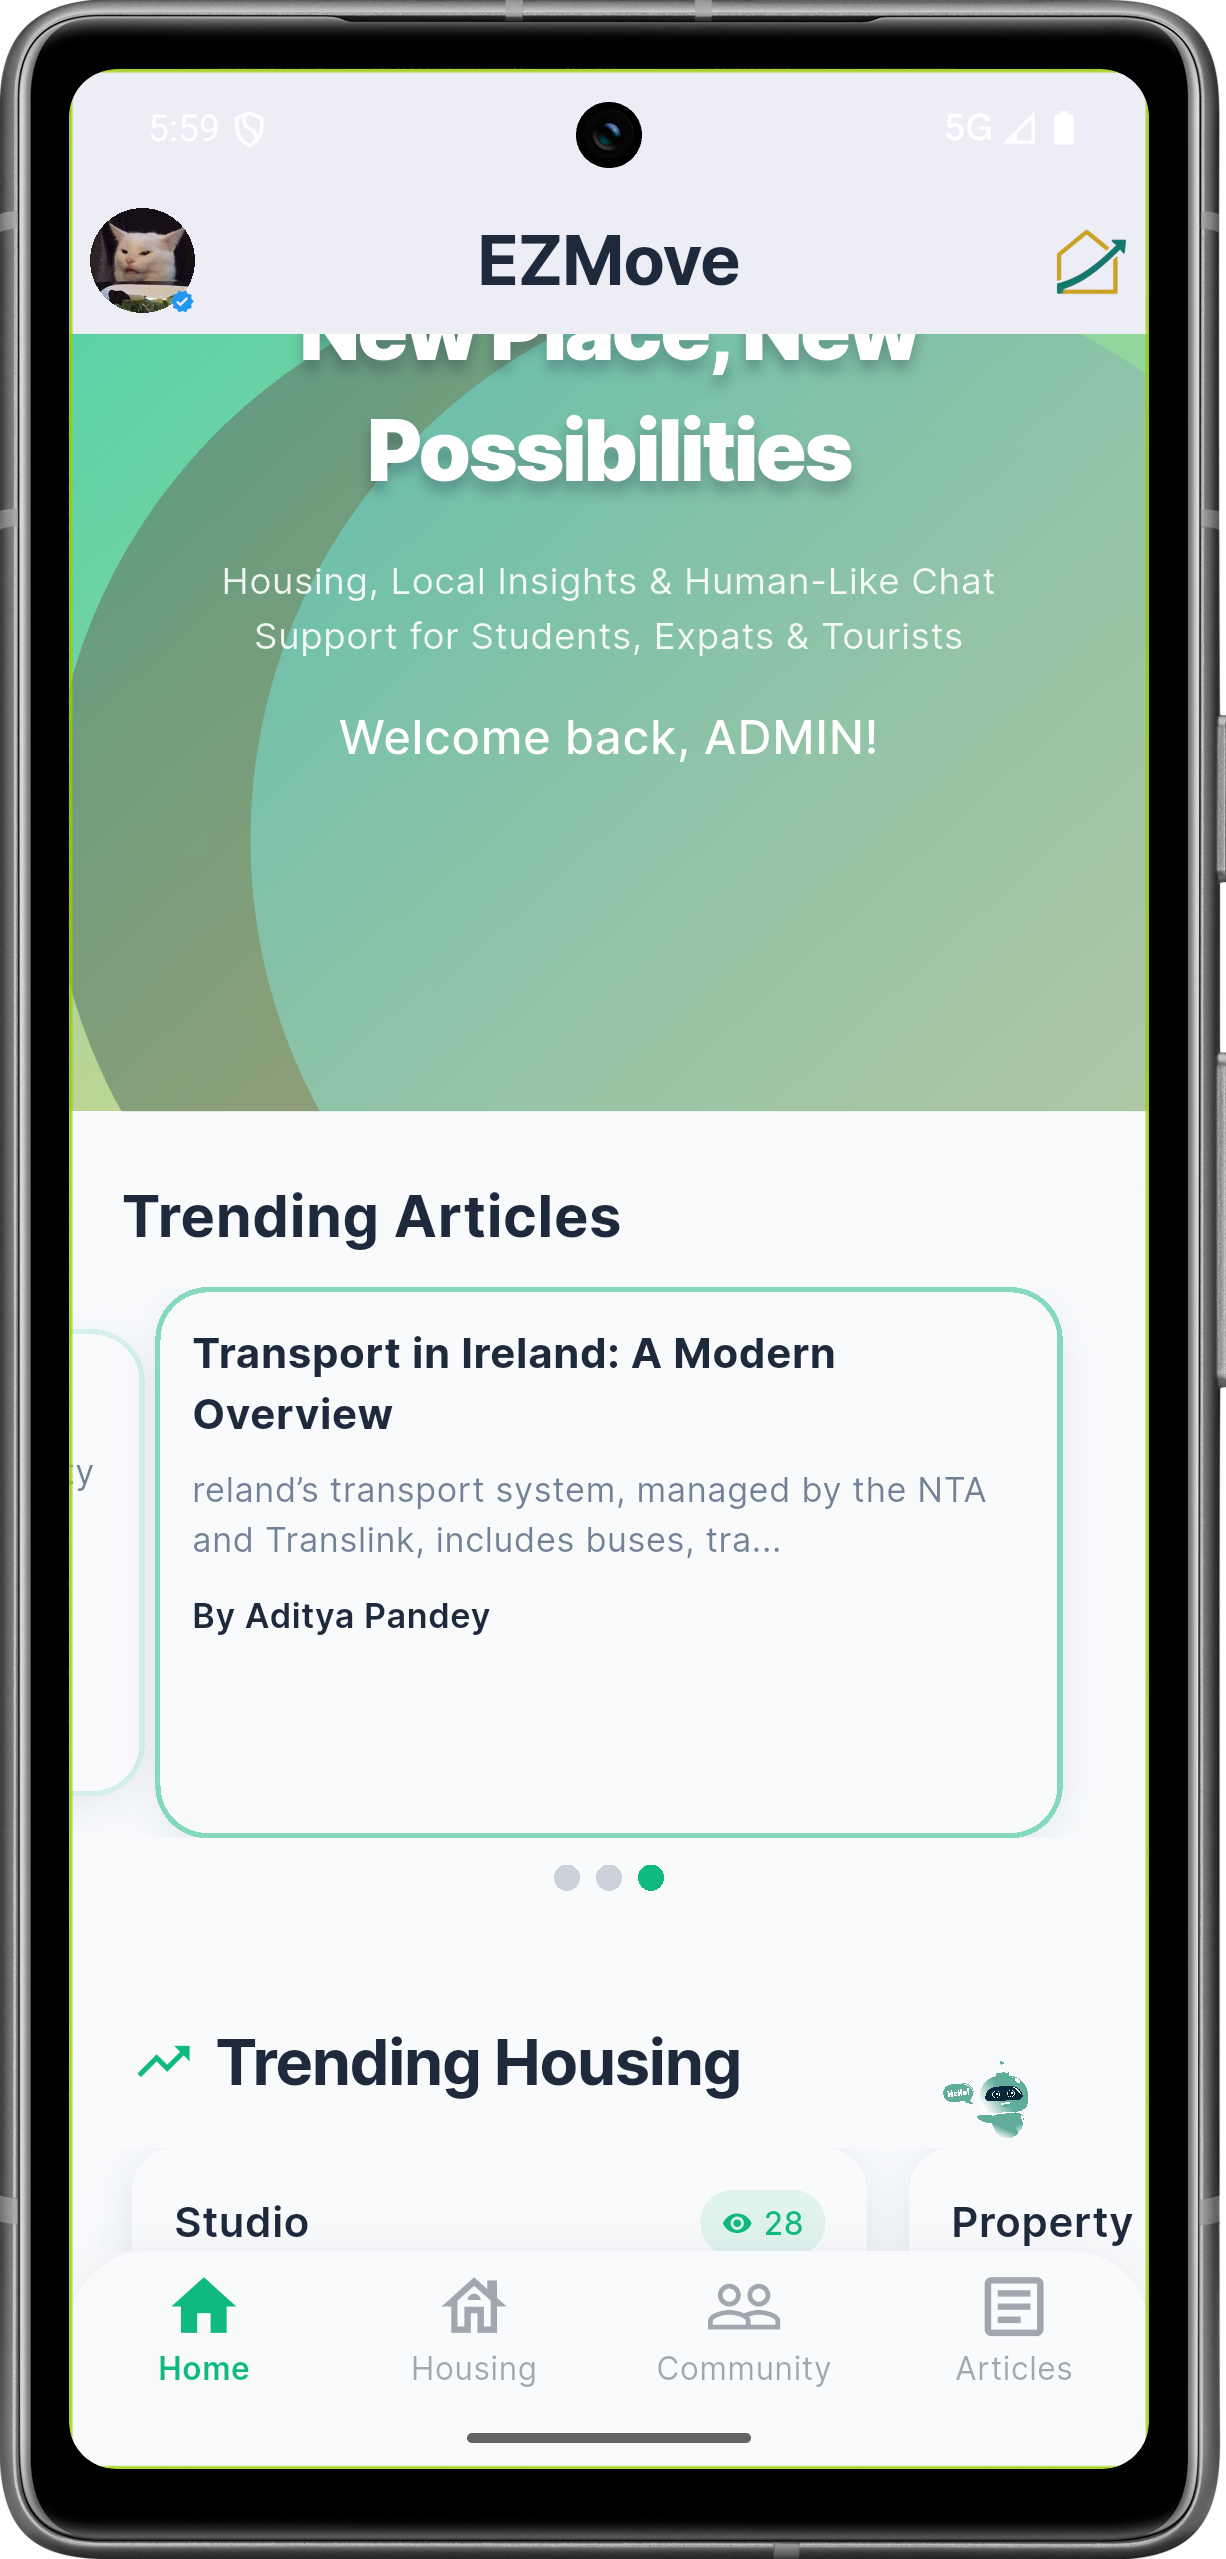 5:59
5G
EZMove
New Place, New
Possibilities
Housing, Local Insights & Human-Like Chat
Support for Students, Expats & Tourists
Welcome back, ADMIN!
Trending Articles
ty
Transport in Ireland: A Modern
Overview
reland’s transport system, managed by the NTA
and Translink, includes buses, tra...
By Aditya Pandey
Trending Housing
Hello!
Studio
28
Property
Home
Housing
Community
Articles